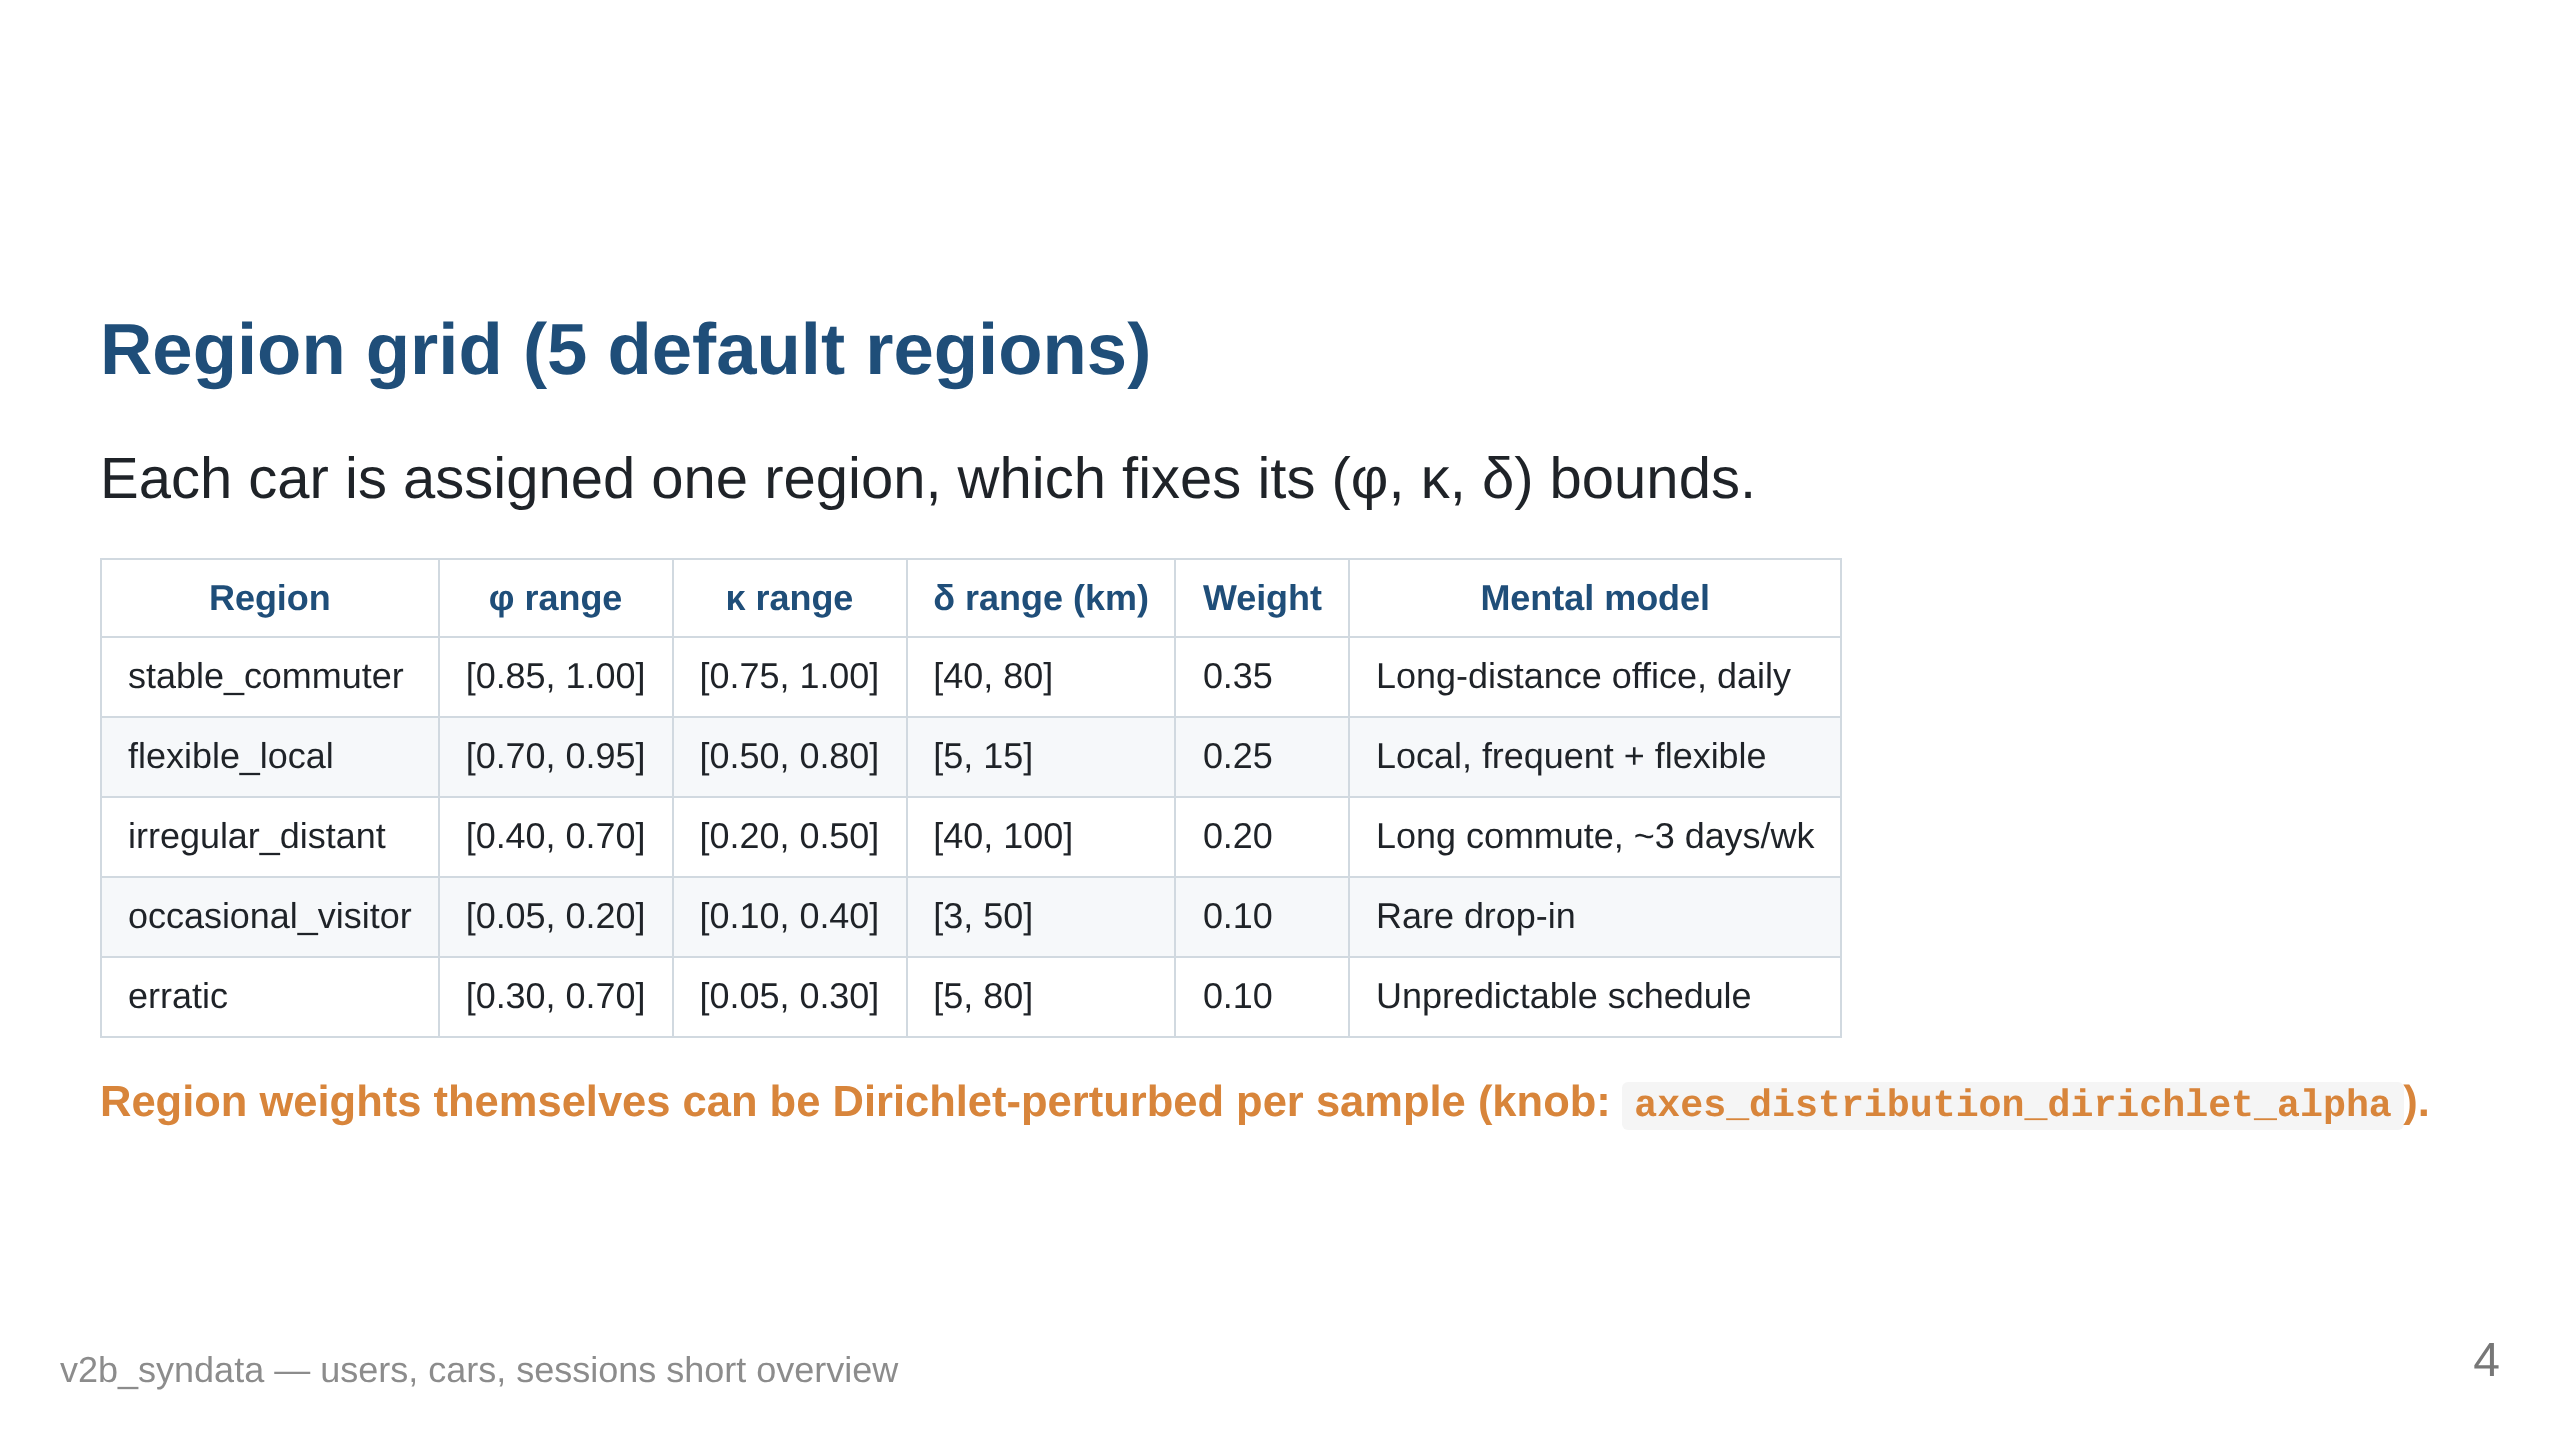 Region grid (5 default regions)
Each car is assigned one region, which fixes its (φ, κ, δ) bounds.
Region φ range κ range δ range (km) Weight Mental model
stable_commuter [0.85, 1.00] [0.75, 1.00] [40, 80] 0.35 Long-distance office, daily
flexible_local [0.70, 0.95] [0.50, 0.80] [5, 15] 0.25 Local, frequent + flexible
irregular_distant [0.40, 0.70] [0.20, 0.50] [40, 100] 0.20 Long commute, ~3 days/wk
occasional_visitor [0.05, 0.20] [0.10, 0.40] [3, 50] 0.10 Rare drop-in
erratic [0.30, 0.70] [0.05, 0.30] [5, 80] 0.10 Unpredictable schedule
Region weights themselves can be Dirichlet-perturbed per sample (knob: axes_distribution_dirichlet_alpha).
v2b_syndata — users, cars, sessions short overview 4